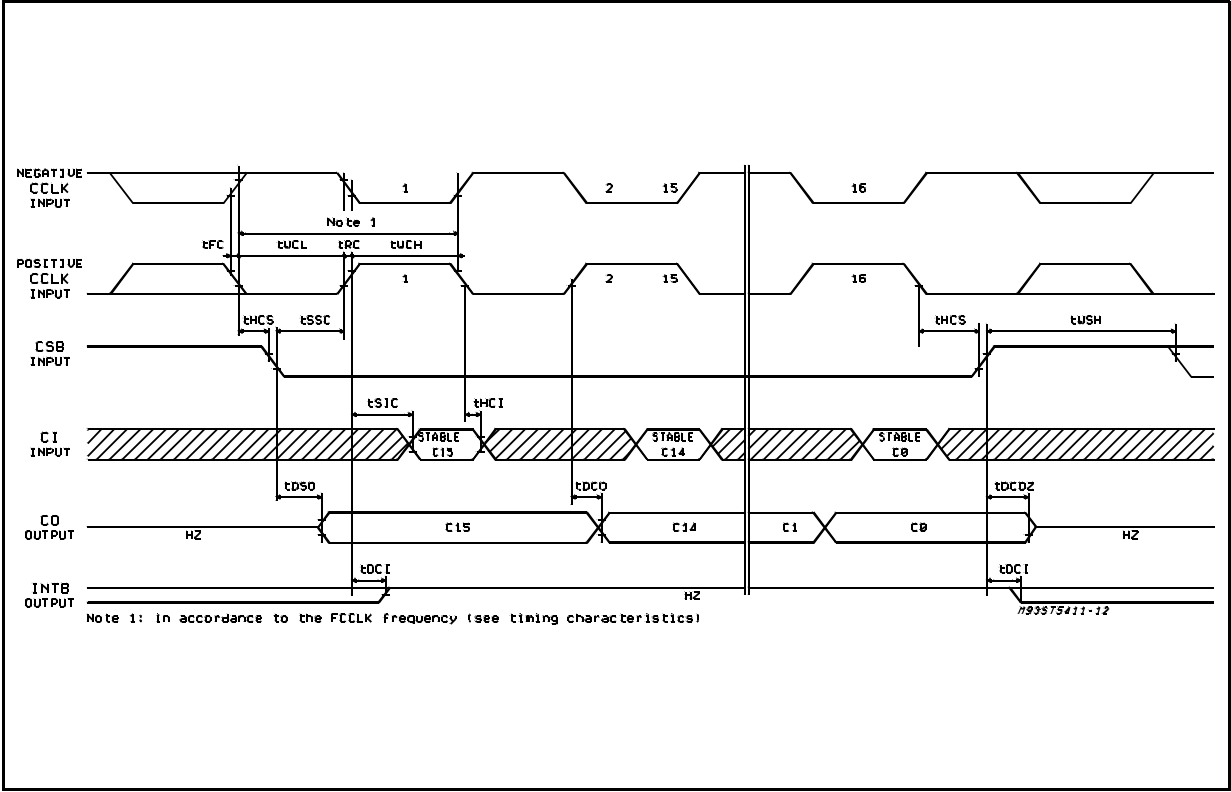 NEGATIVE
CCLK
INPUT
1
2
15
16
Note 1
tFC
tWCL
tRC
tWCH
POSITIVE
CCLK
INPUT
1
2
15
16
tHCS
tSSC
tHCS
tWSH
CSB
INPUT
tSIC
tHCI
CI
INPUT
STABLE
C15
STABLE
C14
STABLE
C0
tDSO
tDCO
tDCOZ
CO
OUTPUT
HZ
C15
C14
C1
C0
HZ
tDCI
tDCI
INTB
OUTPUT
HZ
M93ST5411-12
Note 1: in accordance to the FCCLK frequency (see timing characteristics)